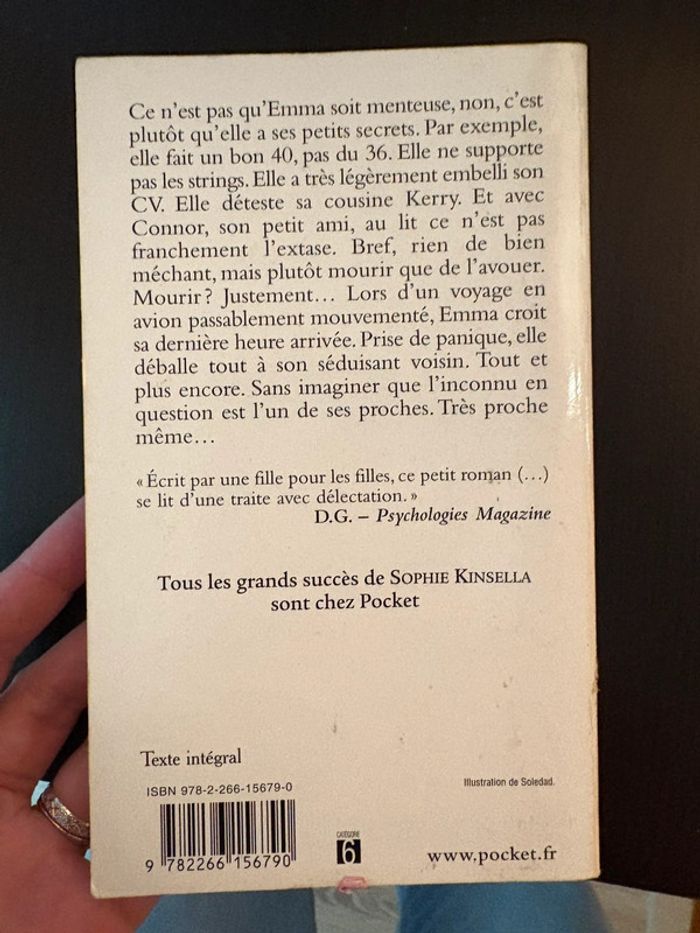 Ce n'est pas qu'Emma soit menteuse, non, c'est
plutôt qu'elle a ses petits secrets. Par exemple,
elle fait un bon 40, pas du 36. Elle ne supporte
pas les strings. Elle a très légèrement embelli son
CV. Elle déteste sa cousine Kerry. Et avec
Connor, son petit ami, au lit ce n'est pas
franchement l'extase. Bref, rien de bien
méchant, mais plutôt mourir que de l'avouer.
Mourir ? Justement... Lors d'un voyage en
avion passablement mouvementé, Emma croit
sa dernière heure arrivée. Prise de panique, elle
déballe tout à son séduisant voisin. Tout et
plus encore. Sans imaginer que l'inconnu en
question est l'un de ses proches. Très proche
même...
« Écrit par une fille pour les filles, ce petit roman (...)
se lit d'une traite avec délectation. »
D.G. – Psychologies Magazine
Tous les grands succès de SOPHIE KINSELLA
sont chez Pocket
Texte intégral
ISBN 978-2-266-15679-0
Illustration de Soledad.
9 782266 156790
CATÉGORIE
6
www.pocket.fr